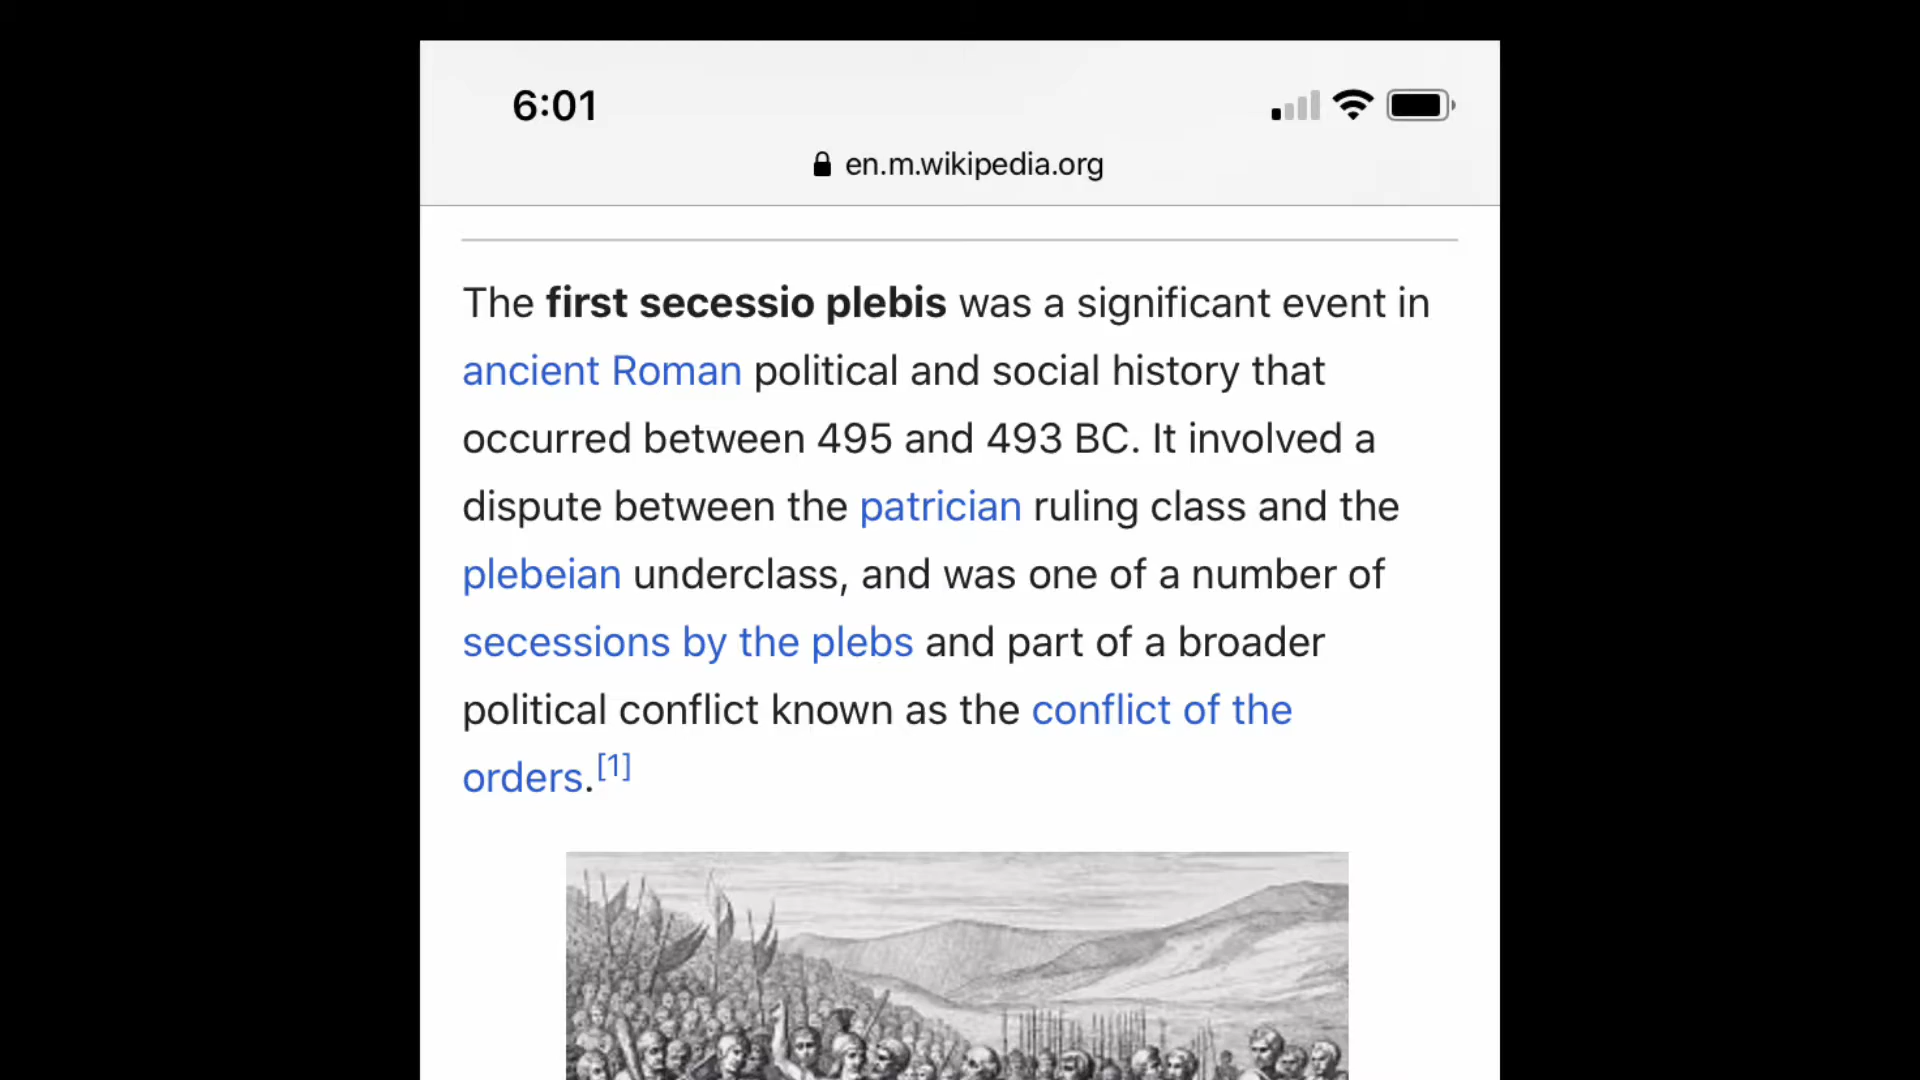 6:01
en.m.wikipedia.org
The first secessio plebis was a significant event in
ancient Roman political and social history that
occurred between 495 and 493 BC. It involved a
dispute between the patrician ruling class and the
plebeian underclass, and was one of a number of
secessions by the plebs and part of a broader
political conflict known as the conflict of the
orders.[1]